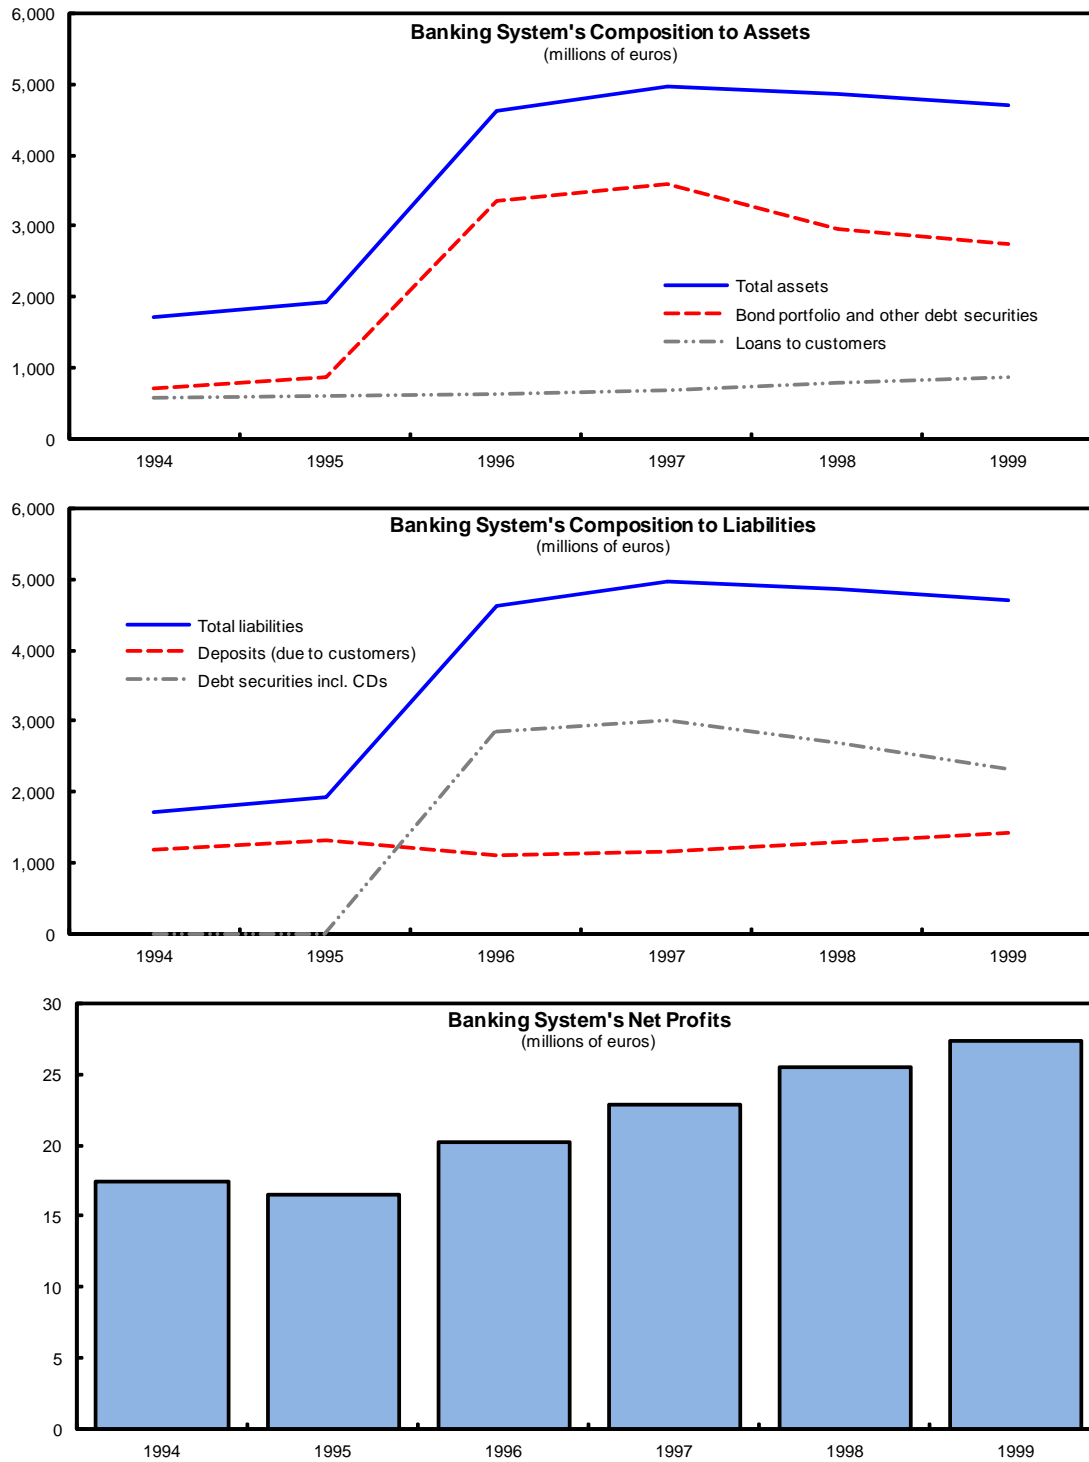 Banking System's Composition to Assets
(millions of euros)
6,000
5,000
4,000
3,000
2,000
1,000
0
Total assets
Bond portfolio and other debt securities
Loans to customers
1994 1995 1996 1997 1998 1999
Banking System's Composition to Liabilities
(millions of euros)
6,000
5,000
4,000
3,000
2,000
1,000
0
Total liabilities
Deposits (due to customers)
Debt securities incl. CDs
1994 1995 1996 1997 1998 1999
Banking System's Net Profits
(millions of euros)
30
25
20
15
10
5
0
1994 1995 1996 1997 1998 1999